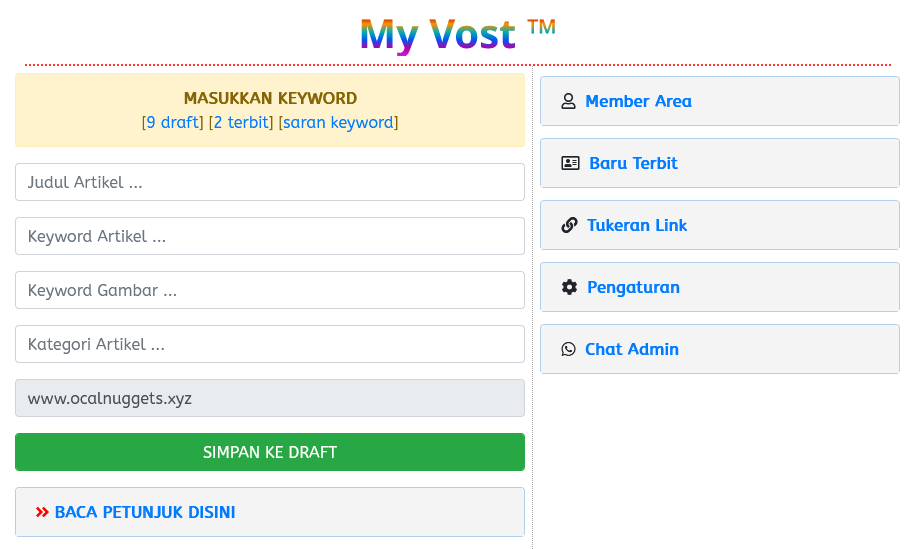 My Vost ™
MASUKKAN KEYWORD
[9 draft] [2 terbit] [saran keyword]
Judul Artikel ...
Keyword Artikel ...
Keyword Gambar ...
Kategori Artikel ...
www.ocalnuggets.xyz
SIMPAN KE DRAFT
BACA PETUNJUK DISINI
Member Area
Baru Terbit
Tukeran Link
Pengaturan
Chat Admin